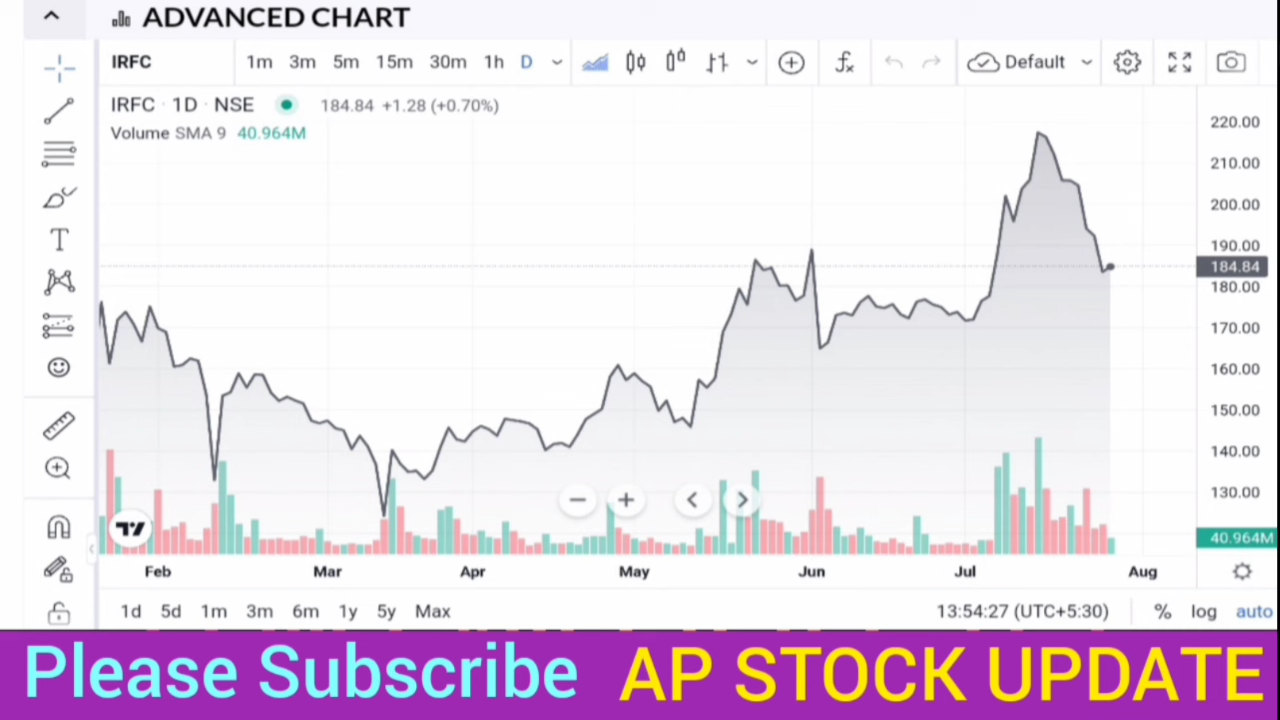 ADVANCED CHART
IRFC 1m 3m 5m 15m 30m 1h D fx Default
IRFC · 1D · NSE 184.84 +1.28 (+0.70%)
Volume SMA 9 40.964M
220.00
210.00
200.00
190.00
184.84
180.00
170.00
160.00
150.00
140.00
130.00
40.964M
Feb Mar Apr May Jun Jul Aug
1d 5d 1m 3m 6m 1y 5y Max 13:54:27 (UTC+5:30) % log auto
Please Subscribe AP STOCK UPDATE